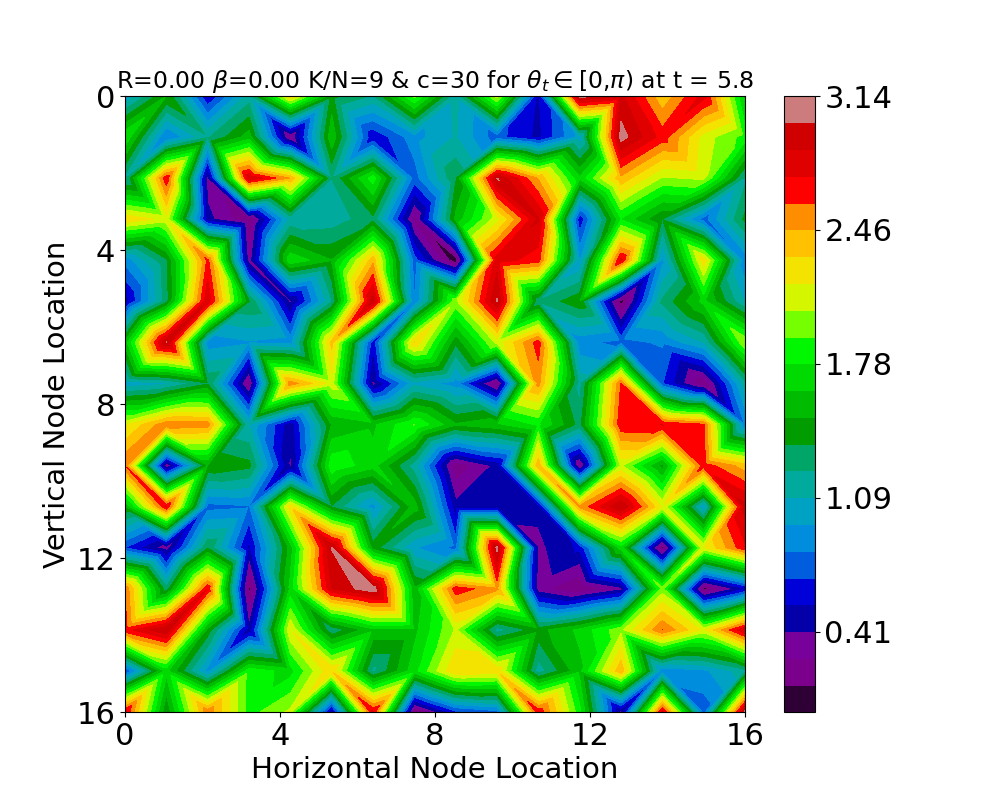 R=0.00 β=0.00 K/N=9 & c=30 for θₜ ∈ [0,π) at t = 5.8
0
4
8
12
16
Vertical Node Location
0 4 8 12 16
Horizontal Node Location
3.14
2.46
1.78
1.09
0.41